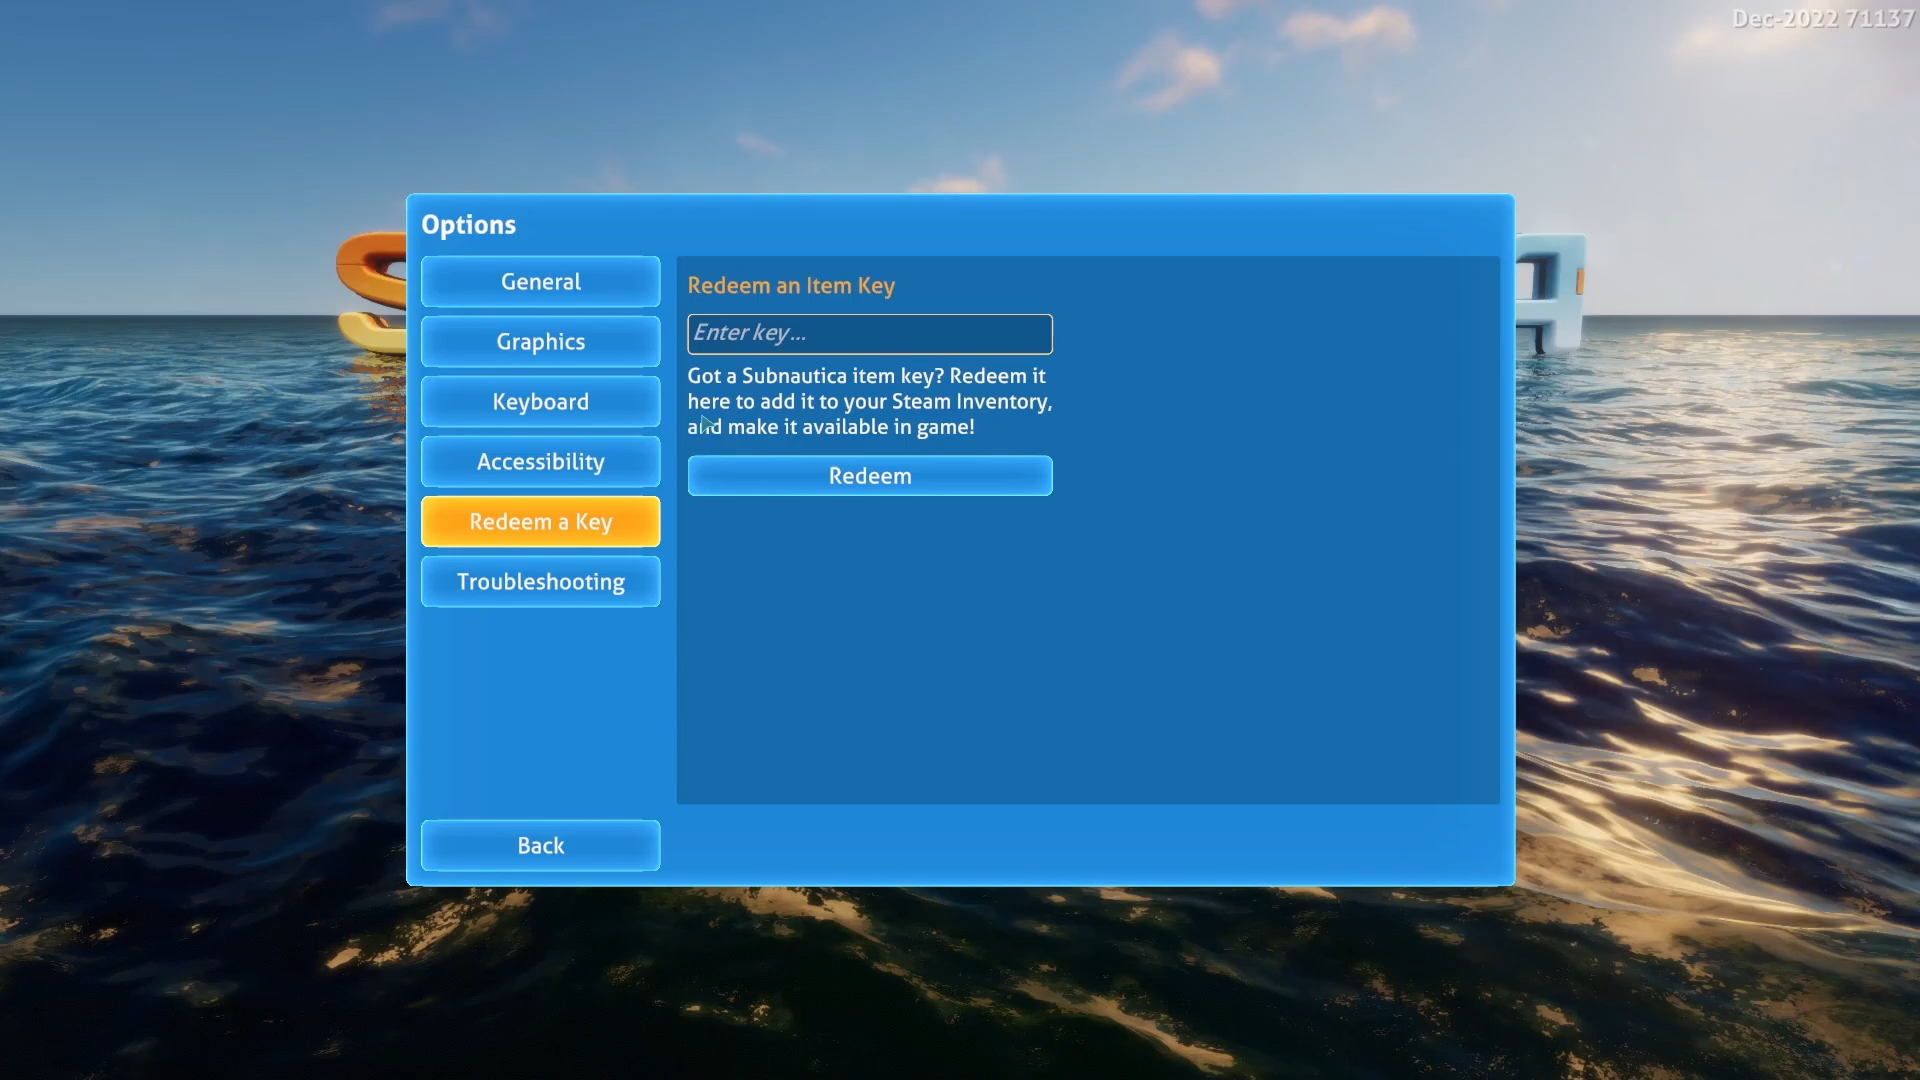 Dec-2022 71137
Options
General
Graphics
Keyboard
Accessibility
Redeem a Key
Troubleshooting
Back
Redeem an Item Key
Enter key...
Got a Subnautica item key? Redeem it
here to add it to your Steam Inventory,
and make it available in game!
Redeem